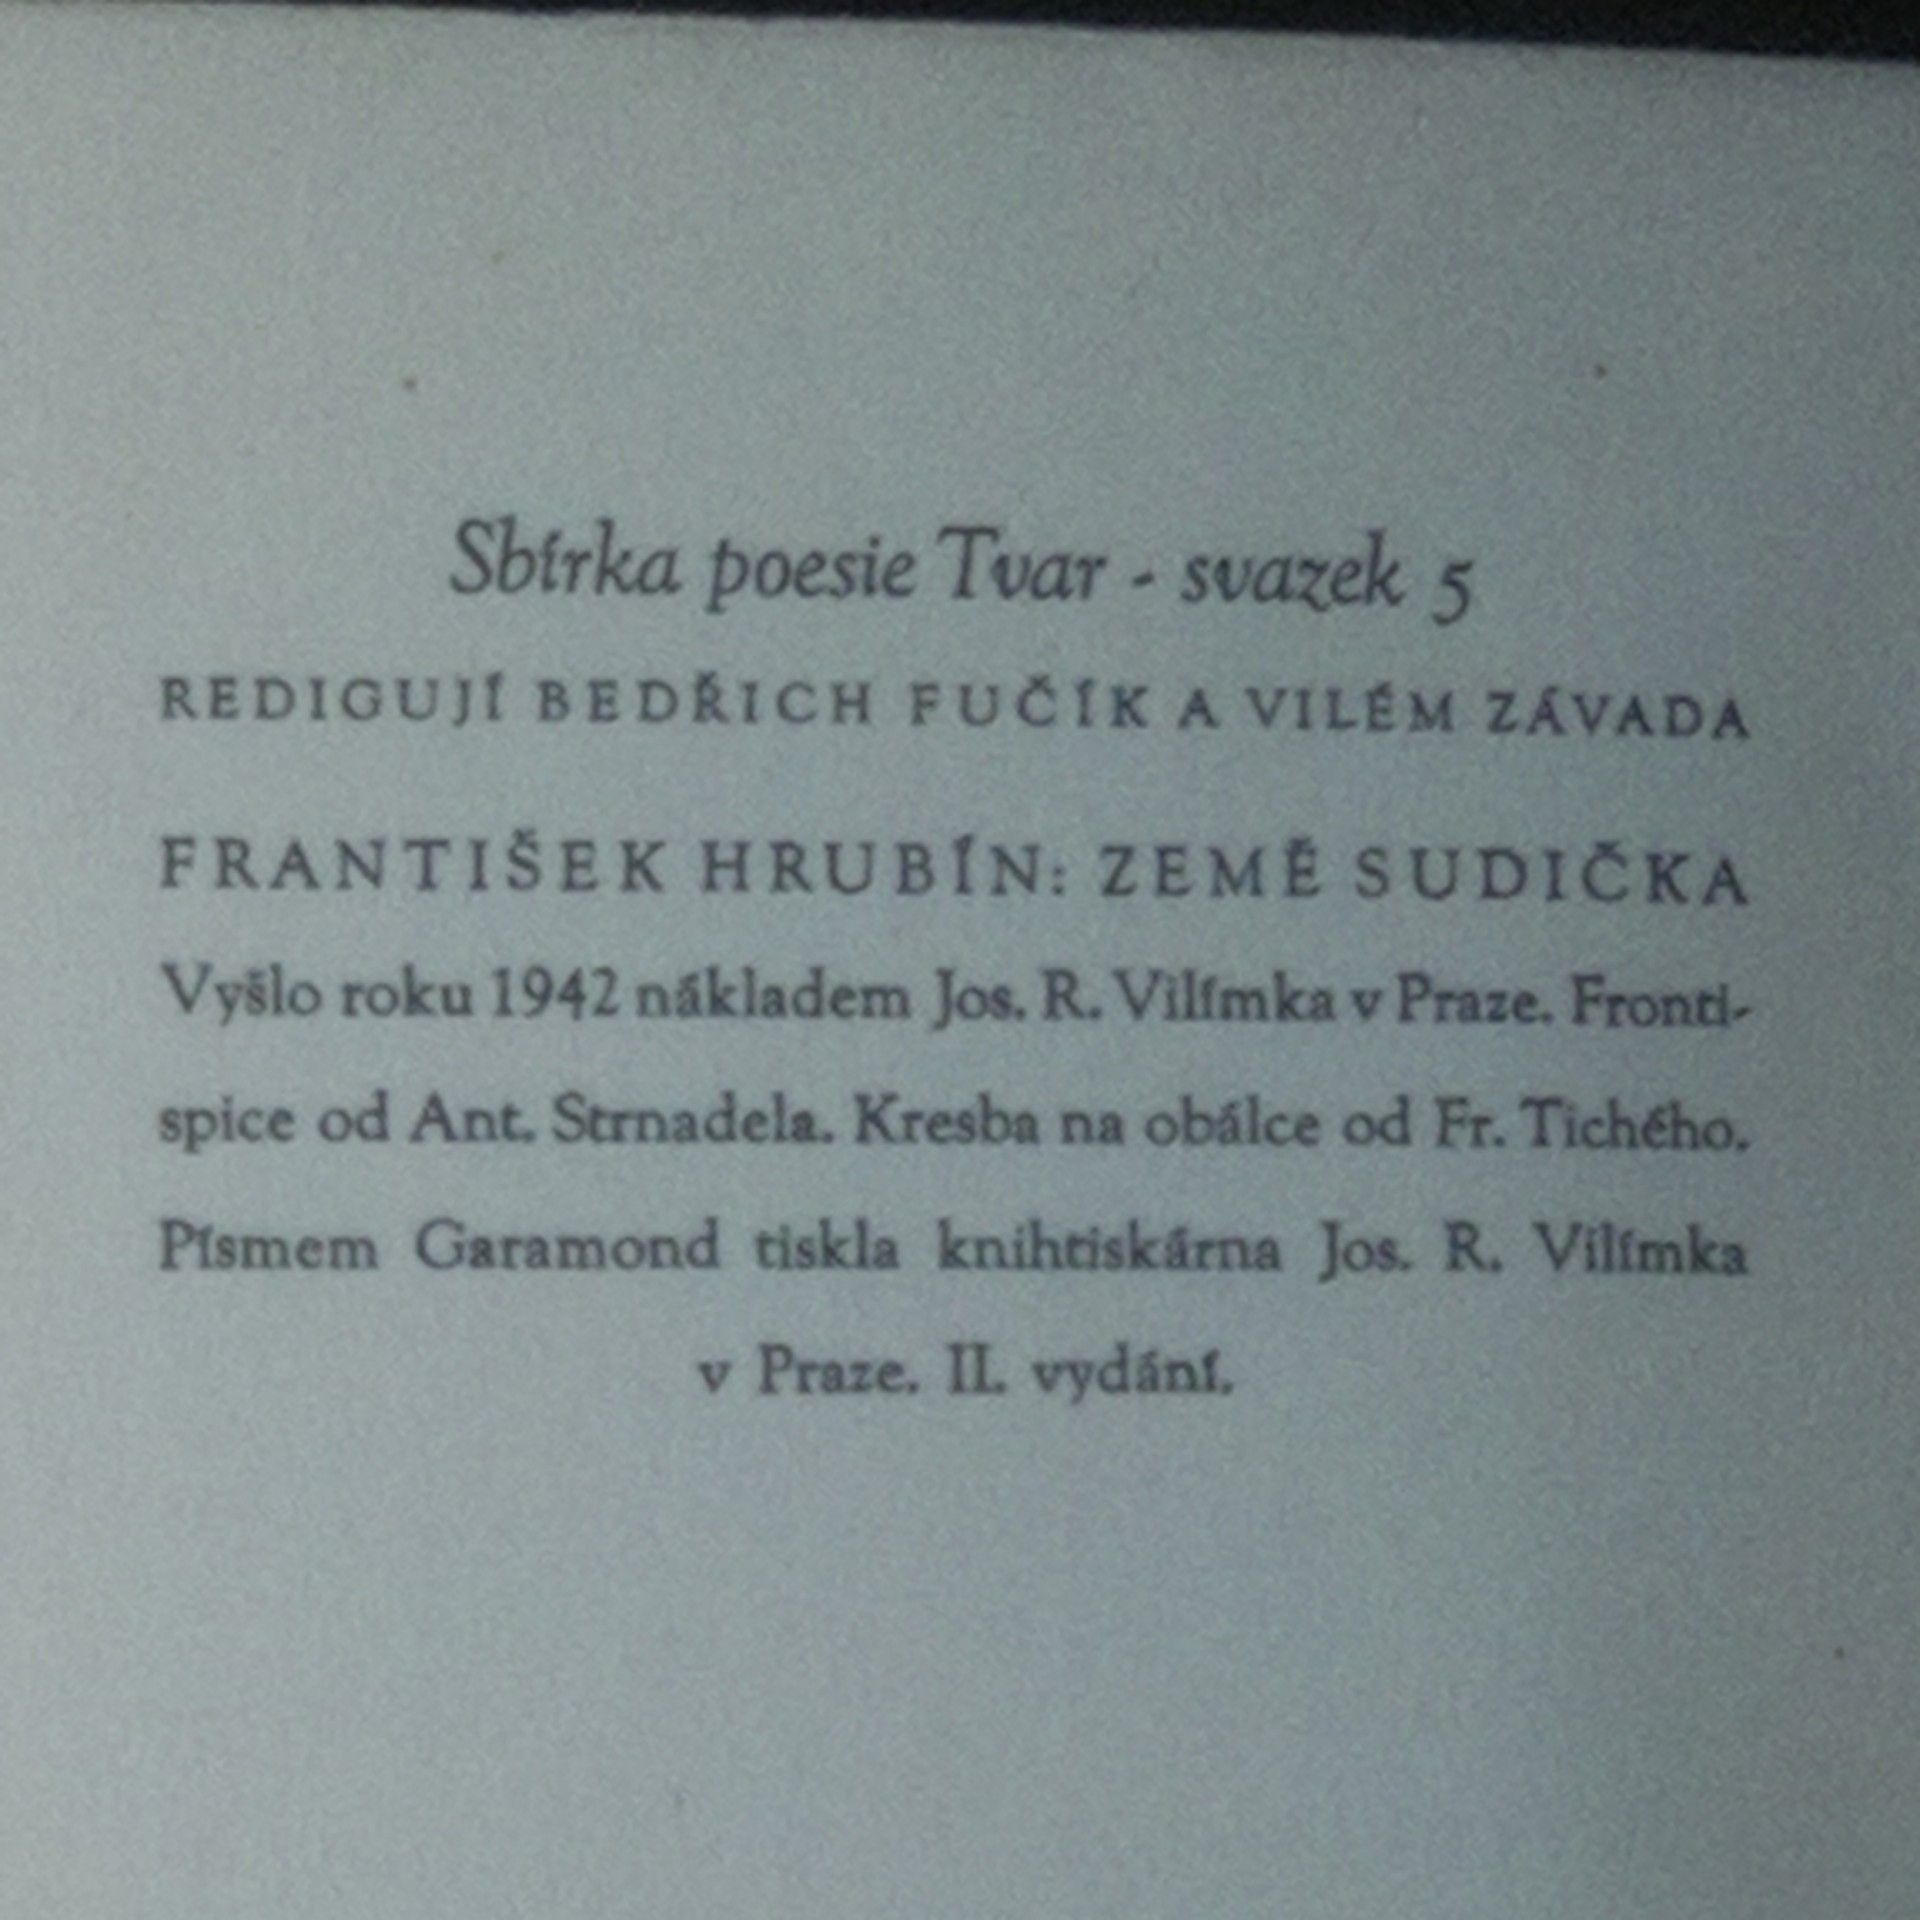 Sbírka poesie Tvar - svazek 5
REDIGUJÍ BEDŘICH FUČÍK A VILÉM ZÁVADA
FRANTIŠEK HRUBÍN: ZEMĚ SUDIČKA
Vyšlo roku 1942 nákladem Jos. R. Vilímka v Praze. Fronti-
spice od Ant. Strnadela. Kresba na obálce od Fr. Tichého.
Písmem Garamond tiskla knihtiskárna Jos. R. Vilímka
v Praze. II. vydání.